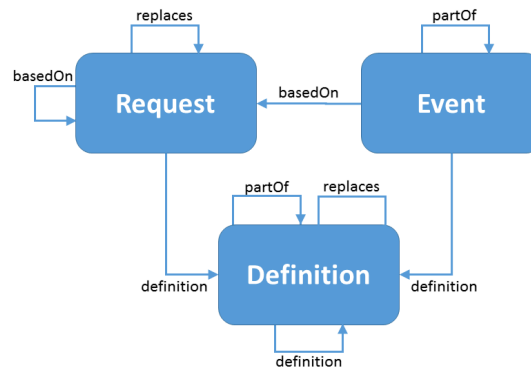 replaces
partOf
basedOn
Request
basedOn
Event
partOf
replaces
definition
Definition
definition
definition